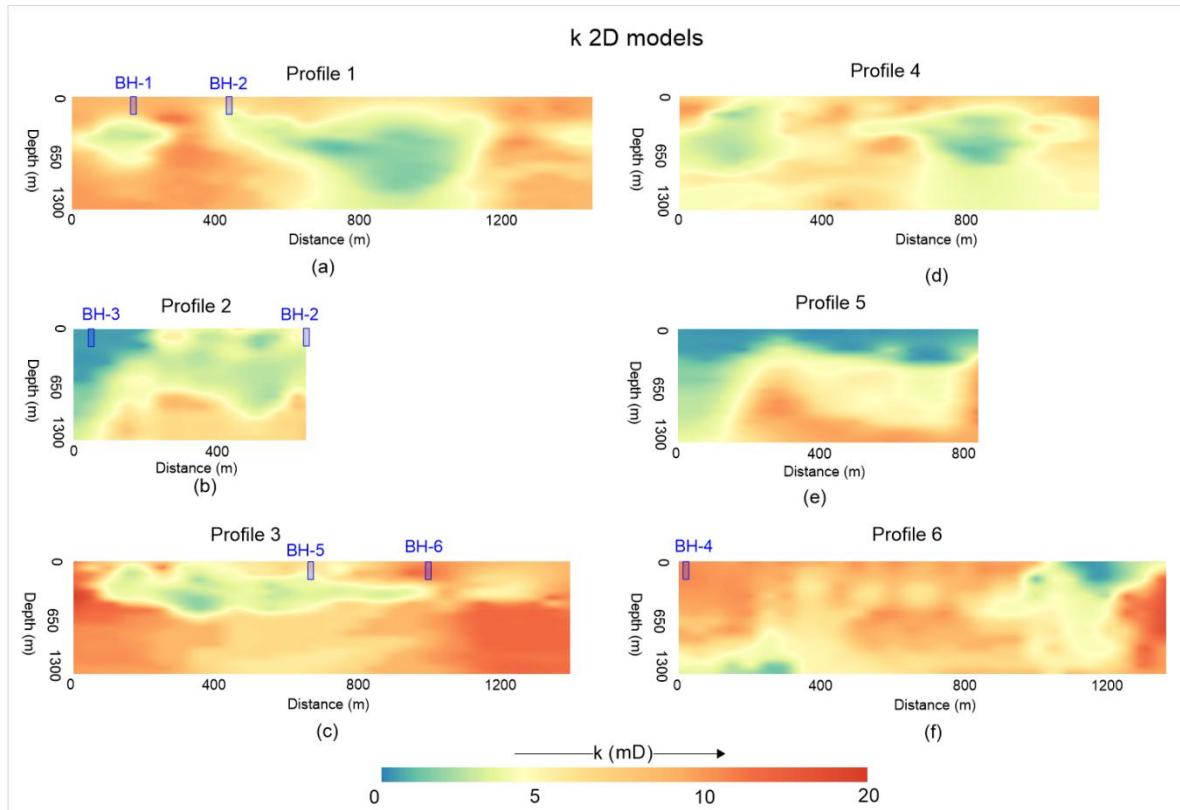 k 2D models
Profile 1
BH-1
BH-2
0
650
1300
Depth (m)
0
400
800
1200
Distance (m)
(a)
Profile 4
0
650
1300
Depth (m)
0
400
800
Distance (m)
(d)
Profile 2
BH-3
BH-2
0
650
1300
Depth (m)
0
400
Distance (m)
(b)
Profile 5
0
650
1300
Depth (m)
0
400
800
Distance (m)
(e)
Profile 3
BH-5
BH-6
0
650
1300
Depth (m)
0
400
800
1200
Distance (m)
(c)
Profile 6
BH-4
0
650
1300
Depth (m)
0
400
800
1200
Distance (m)
(f)
k (mD)
0
5
10
20